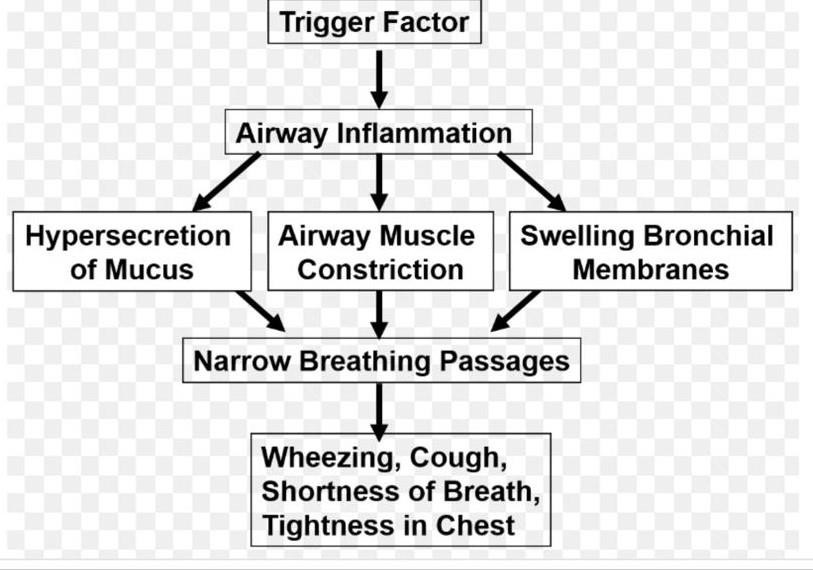 Trigger Factor
Airway Inflammation
Hypersecretion
of Mucus
Airway Muscle
Constriction
Swelling Bronchial
Membranes
Narrow Breathing Passages
Wheezing, Cough,
Shortness of Breath,
Tightness in Chest